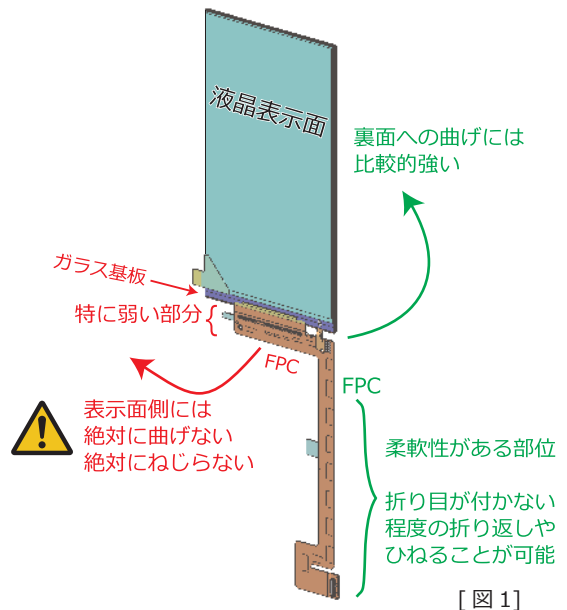 液晶表示面
裏面への曲げには
比較的強い
ガラス基板
特に弱い部分
FPC
FPC
表示面側には
絶対に曲げない
絶対にねじらない
柔軟性がある部位
折り目が付かない
程度の折り返しや
ひねることが可能
[ 図 1]